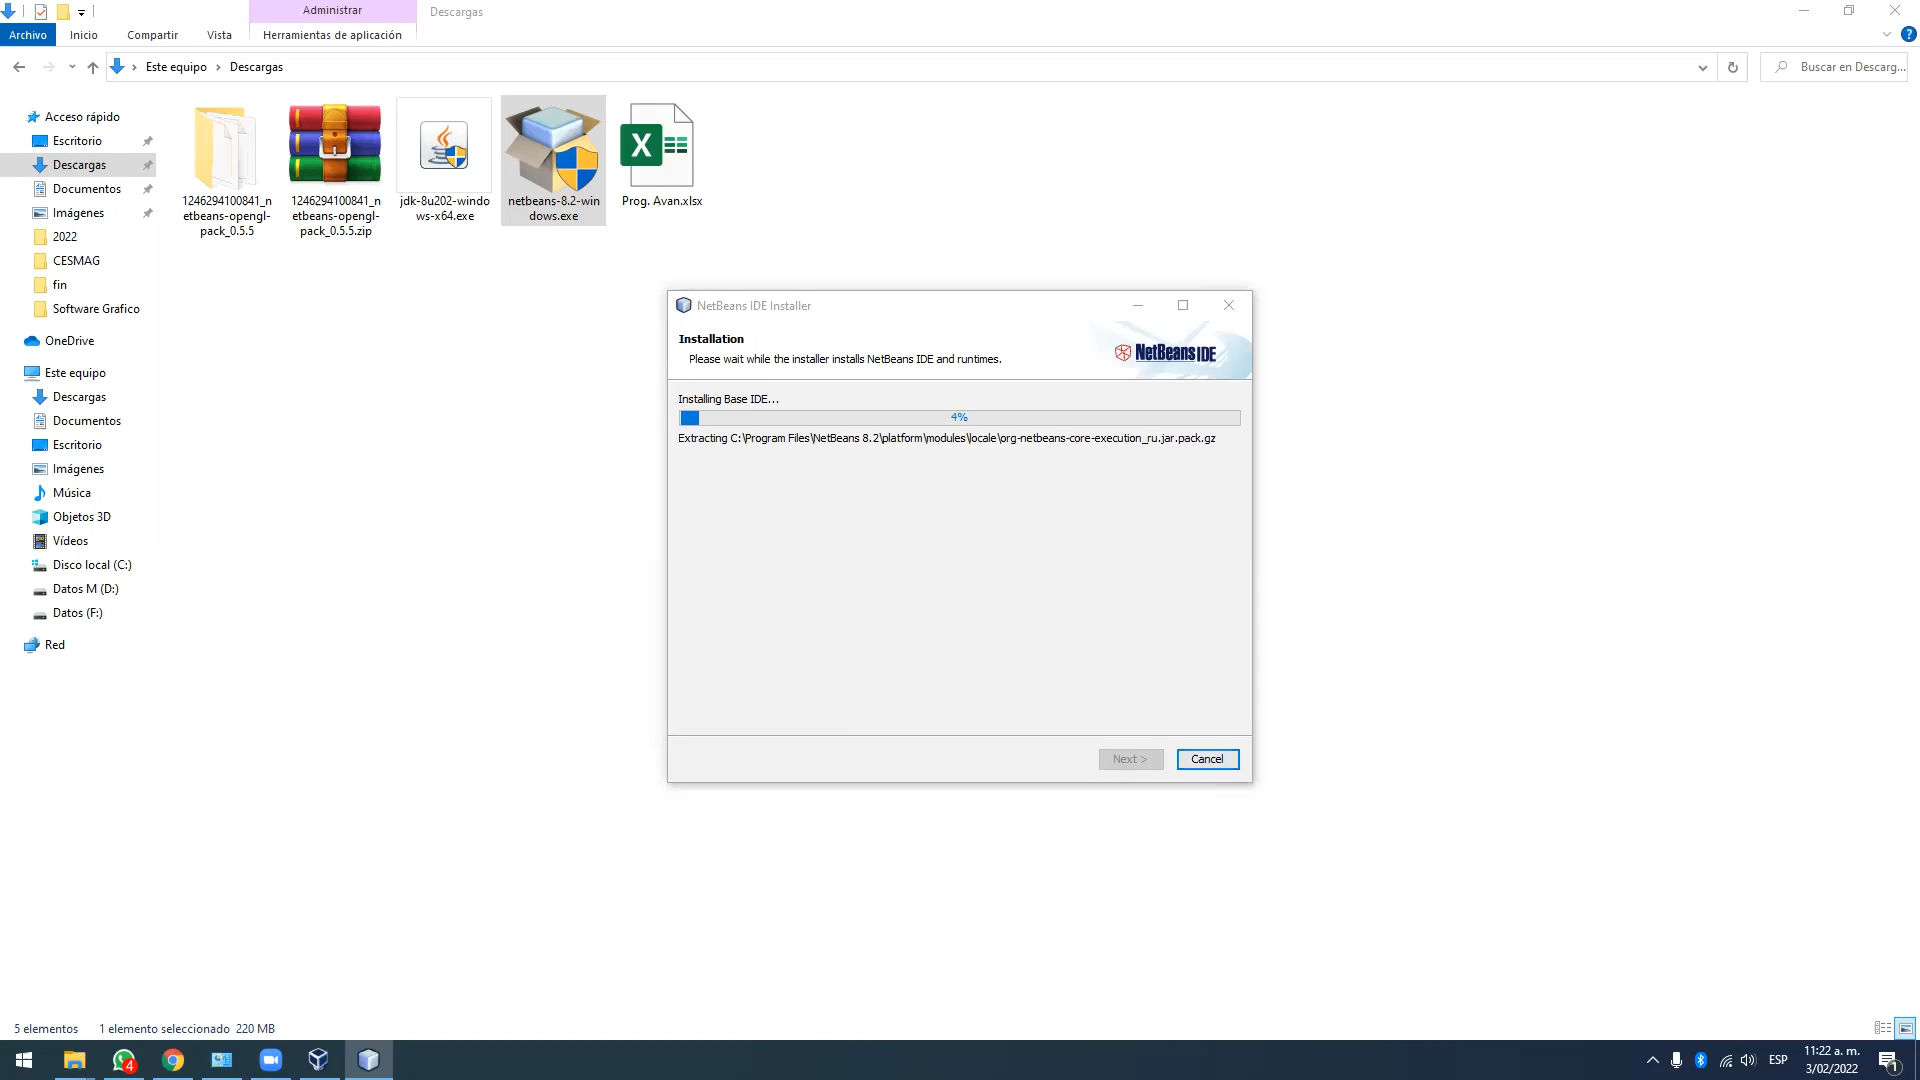 Administrar
Descargas
Archivo
Inicio
Compartir
Vista
Herramientas de aplicación
?
Este equipo
Descargas
Buscar en Descarg...
Acceso rápido
Escritorio
Descargas
Documentos
Imágenes
2022
CESMAG
fin
Software Grafico
OneDrive
Este equipo
Descargas
Documentos
Escritorio
Imágenes
Música
Objetos 3D
Vídeos
Disco local (C:)
Datos M (D:)
Datos (F:)
Red
1246294100841_n
etbeans-opengl-
pack_0.5.5
1246294100841_n
etbeans-opengl-
pack_0.5.5.zip
jdk-8u202-windo
ws-x64.exe
netbeans-8.2-win
dows.exe
X
Prog. Avan.xlsx
NetBeans IDE Installer
Installation
Please wait while the installer installs NetBeans IDE and runtimes.
NetBeans IDE
Installing Base IDE...
4%
Extracting C:\Program Files\NetBeans 8.2\platform\modules\locale\org-netbeans-core-execution_ru.jar.pack.gz
Next >
Cancel
5 elementos
1 elemento seleccionado 220 MB
4
ESP
11:22 a. m.
3/02/2022
1